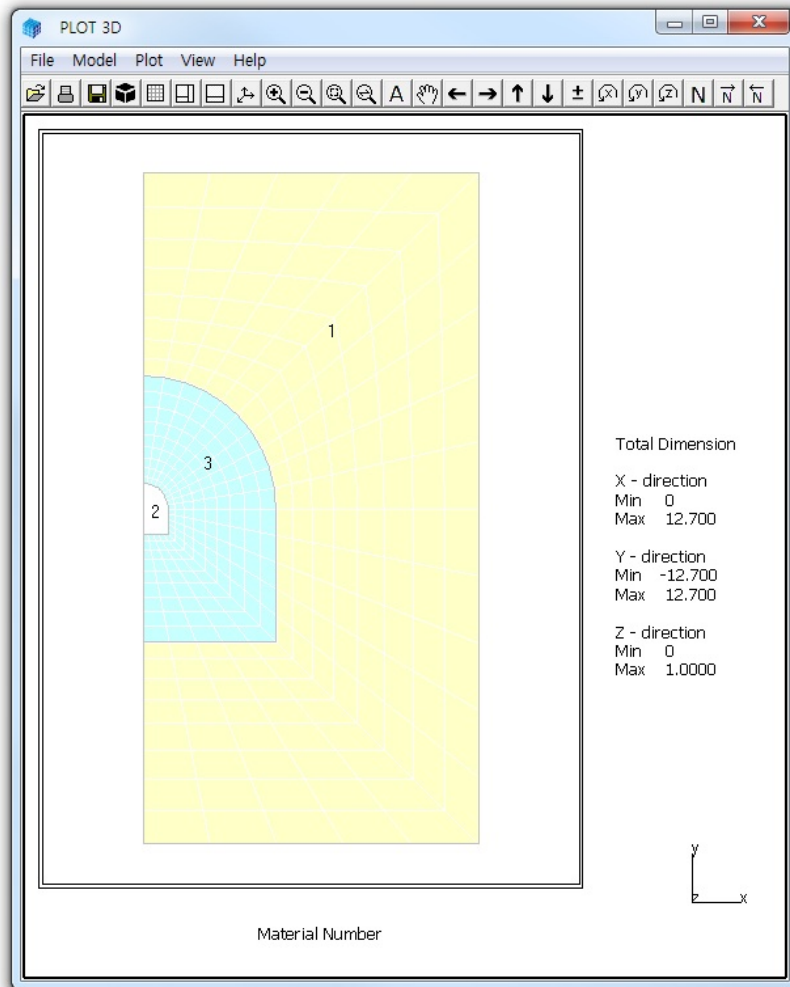 PLOT 3D
File Model Plot View Help
A ± X Y Z N N N
1
3
2
Total Dimension
X - direction
Min 0
Max 12.700
Y - direction
Min -12.700
Max 12.700
Z - direction
Min 0
Max 1.0000
y
z x
Material Number